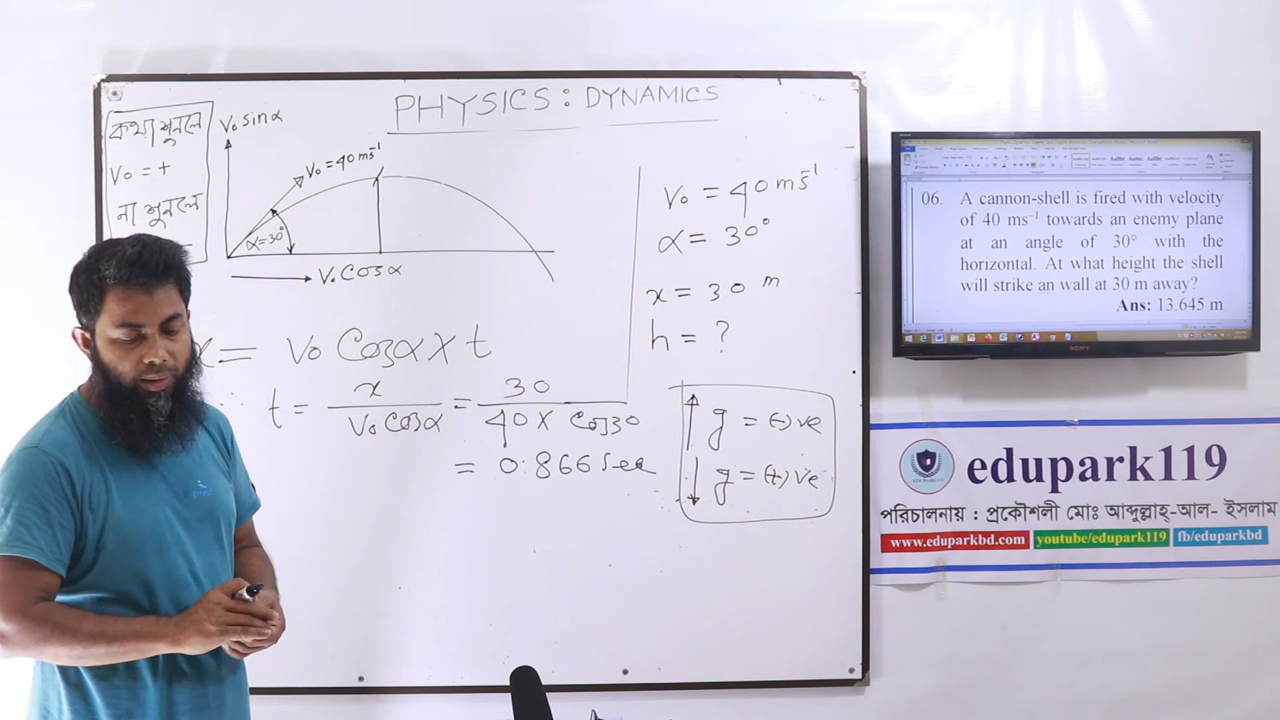 PHYSICS : DYNAMICS
কথা শুনলে
V₀ = +
না শুনলে
V₀ sinα
V₀ = 40 ms⁻¹
α = 30°
V₀ Cosα
= V₀ Cosα × t
t = x / V₀ Cosα = 30 / 40 × Cos30
= 0.866 Sec
V₀ = 40 ms⁻¹
α = 30°
x = 30 m
h = ?
g = (-) ve
g = (+) ve
06. A cannon-shell is fired with velocity
of 40 ms⁻¹ towards an enemy plane
at an angle of 30° with the
horizontal. At what height the shell
will strike an wall at 30 m away?
Ans: 13.645 m
SONY
edupark119
পরিচালনায় : প্রকৌশলী মোঃ আব্দুল্লাহ্-আল- ইসলাম
www.eduparkbd.com youtube/edupark119 fb/eduparkbd